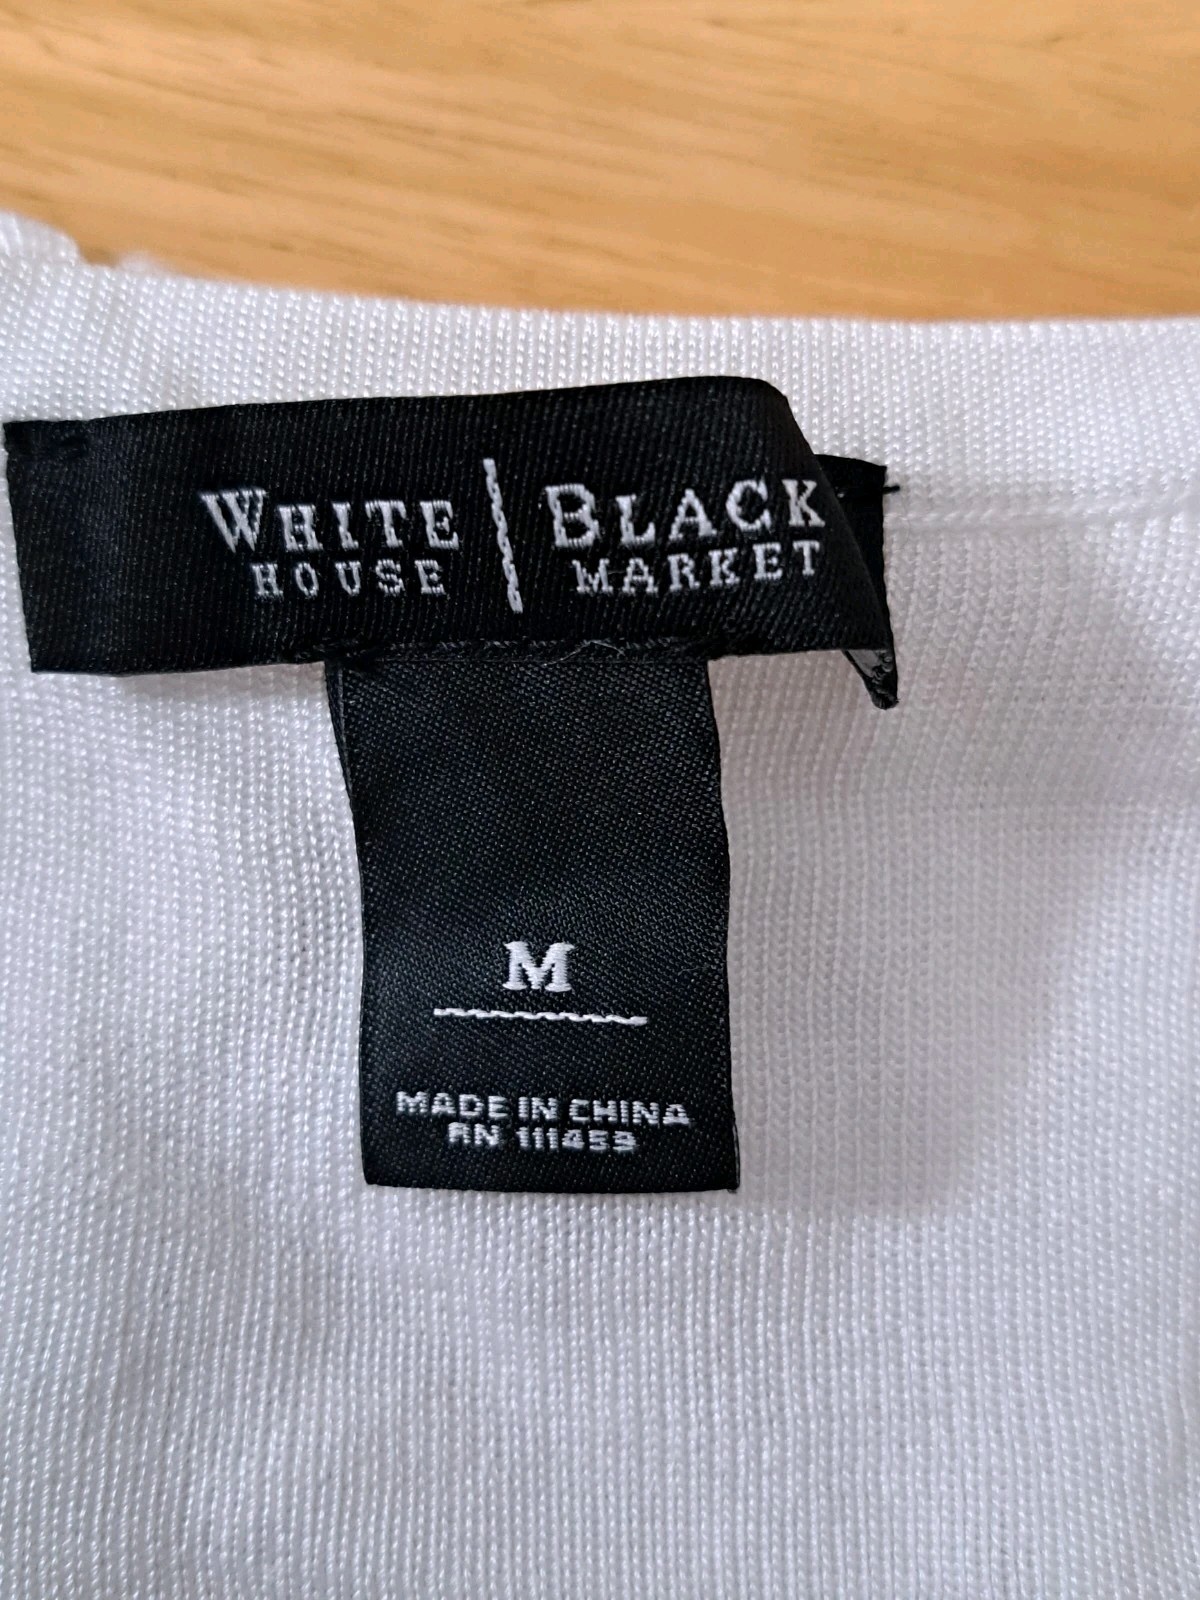 WHITE | BLACK
HOUSE MARKET
M
MADE IN CHINA
RN 111459